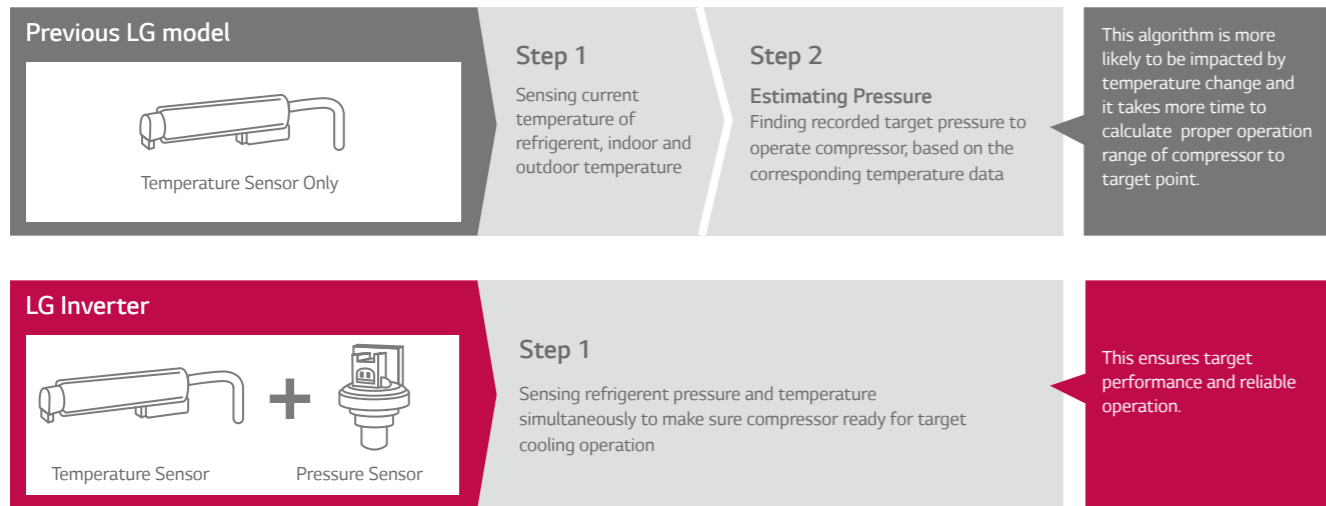 Previous LG model
Temperature Sensor Only
Step 1
Sensing current
temperature of
refrigerent, indoor and
outdoor temperature
Step 2
Estimating Pressure
Finding recorded target pressure to
operate compressor, based on the
corresponding temperature data
This algorithm is more
likely to be impacted by
temperature change and
it takes more time to
calculate proper operation
range of compressor to
target point.
LG Inverter
Temperature Sensor
+
Pressure Sensor
Step 1
Sensing refrigerent pressure and temperature
simultaneously to make sure compressor ready for target
cooling operation
This ensures target
performance and reliable
operation.